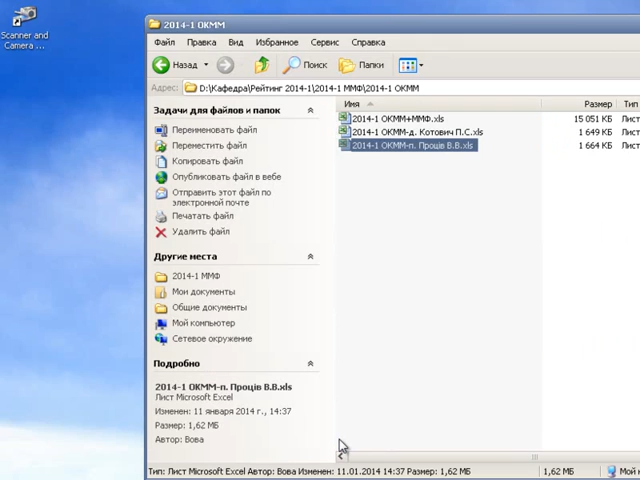 Scanner and
Camera ...
2014-1 ОКММ
Файл Правка Вид Избранное Сервис Справка
Назад Поиск Папки
Адрес: D:\Кафедра\Рейтинг 2014-1\2014-1 ММФ\2014-1 ОКММ
Задачи для файлов и папок
Переименовать файл
Переместить файл
Копировать файл
Опубликовать файл в вебе
Отправить этот файл по
электронной почте
Печатать файл
Удалить файл
Другие места
2014-1 ММФ
Мои документы
Общие документы
Мой компьютер
Сетевое окружение
Подробно
2014-1 ОКММ-п. Проців В.В.xls
Лист Microsoft Excel
Изменен: 11 января 2014 г., 14:37
Размер: 1,62 МБ
Автор: Вова
Имя Размер Тип
2014-1 ОКММ+ММФ.xls 15 051 КБ Лист
2014-1 ОКММ-д. Котович П.С.xls 1 649 КБ Лист
2014-1 ОКММ-п. Проців В.В.xls 1 664 КБ Лист
Тип: Лист Microsoft Excel Автор: Вова Изменен: 11.01.2014 14:37 Размер: 1,62 МБ 1,62 МБ Мой